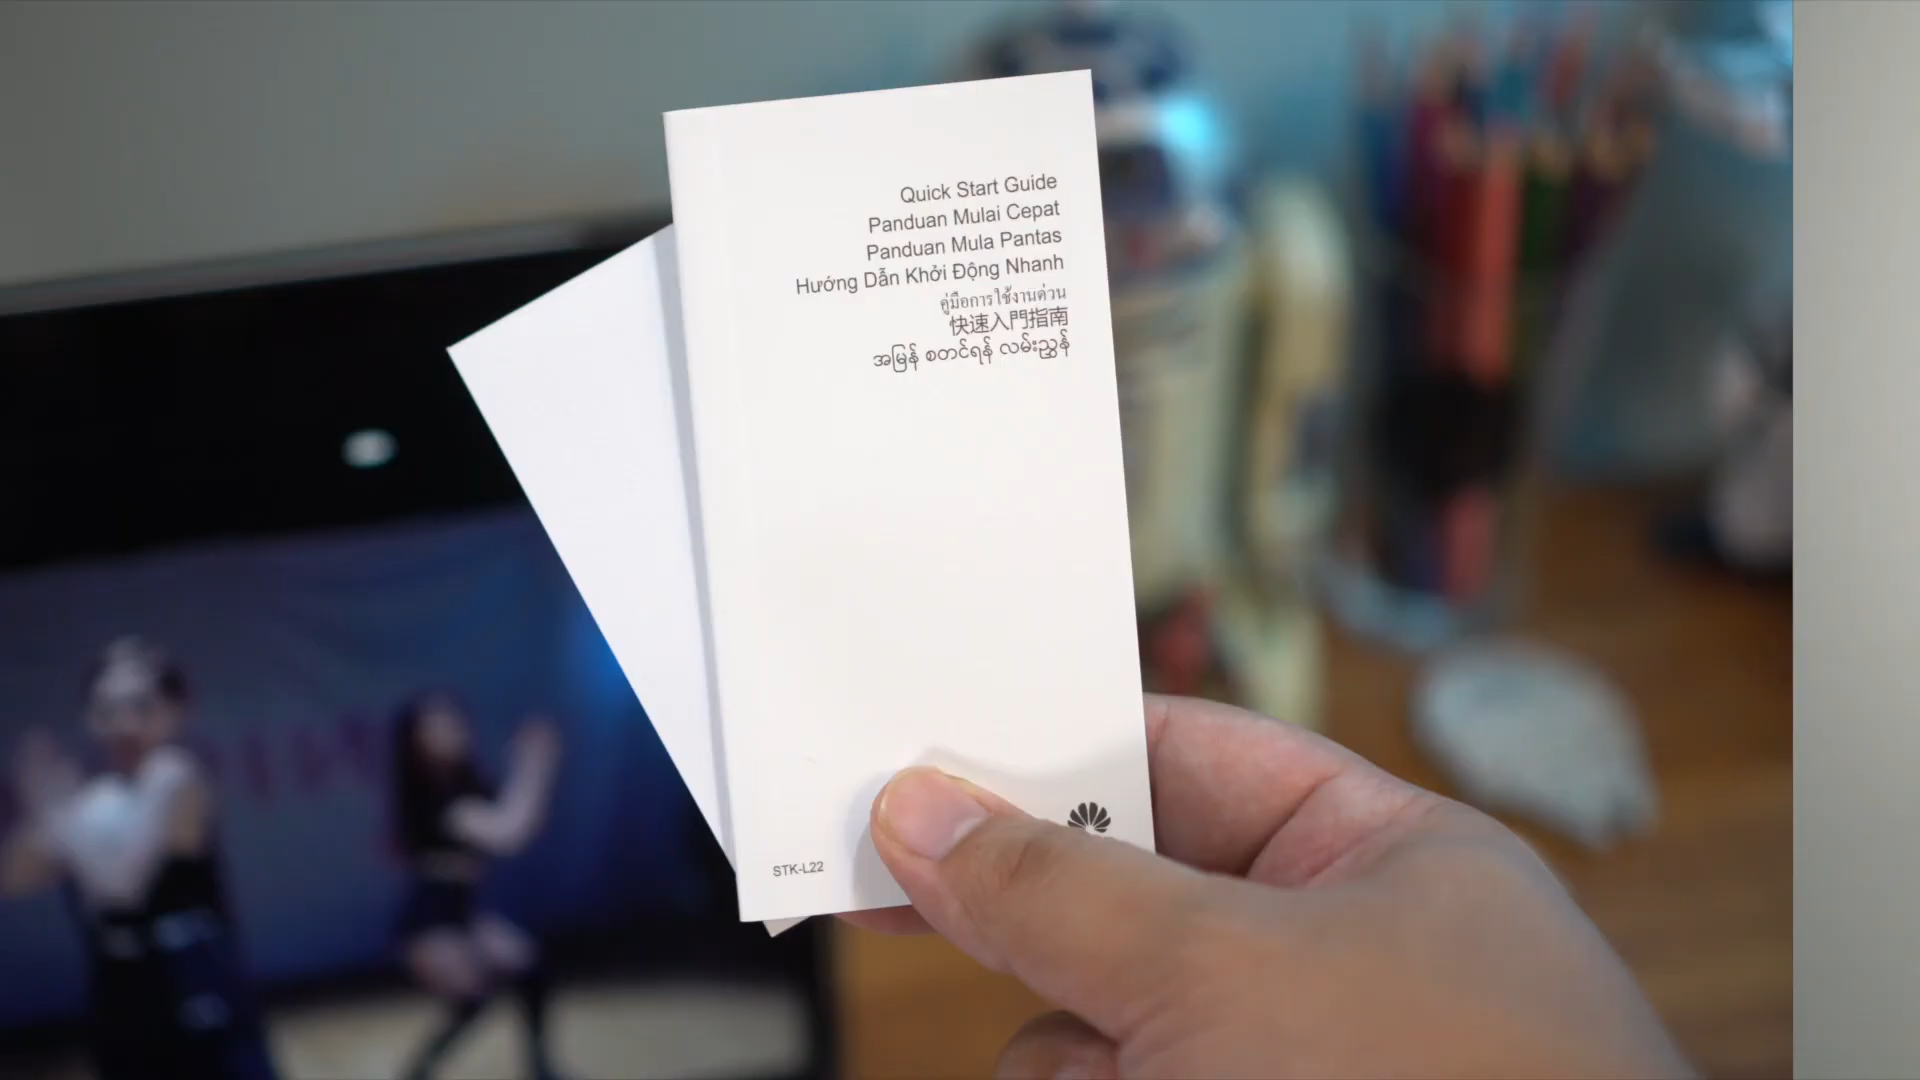 Quick Start Guide
Panduan Mulai Cepat
Panduan Mula Pantas
Hướng Dẫn Khởi Động Nhanh
คู่มือการใช้งานด่วน
快速入門指南
အမြန် စတင်ရန် လမ်းညွှန်
STK-L22